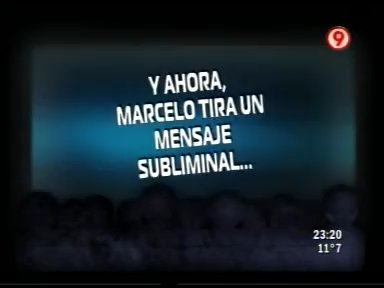 9
Y AHORA,
MARCELO TIRA UN
MENSAJE
SUBLIMINAL...
23:20
11°7